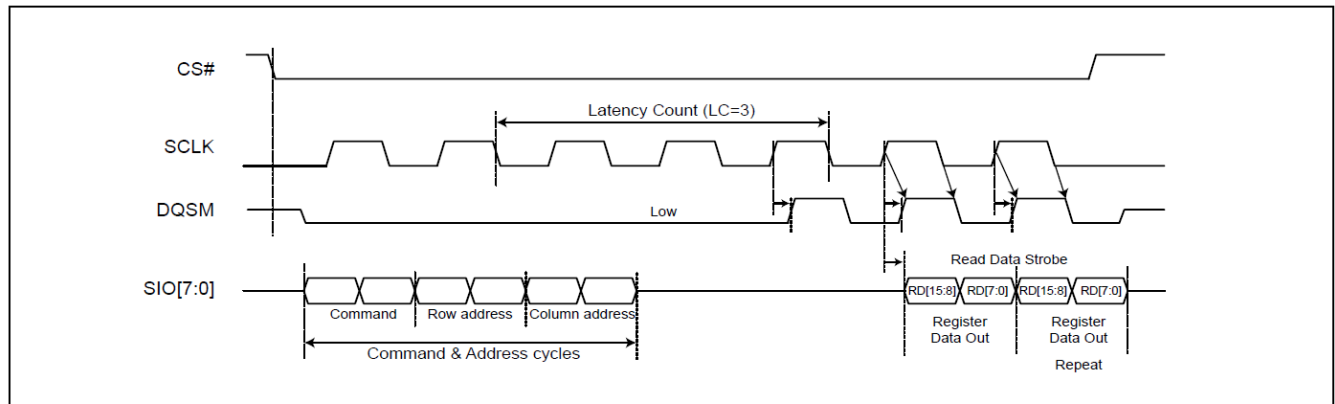 CS#
Latency Count (LC=3)
SCLK
DQSM
Low
Read Data Strobe
SIO[7:0]
RD[15:8] RD[7:0] RD[15:8] RD[7:0]
Command Row address Column address
Register
Data Out
Register
Data Out
Command & Address cycles
Repeat